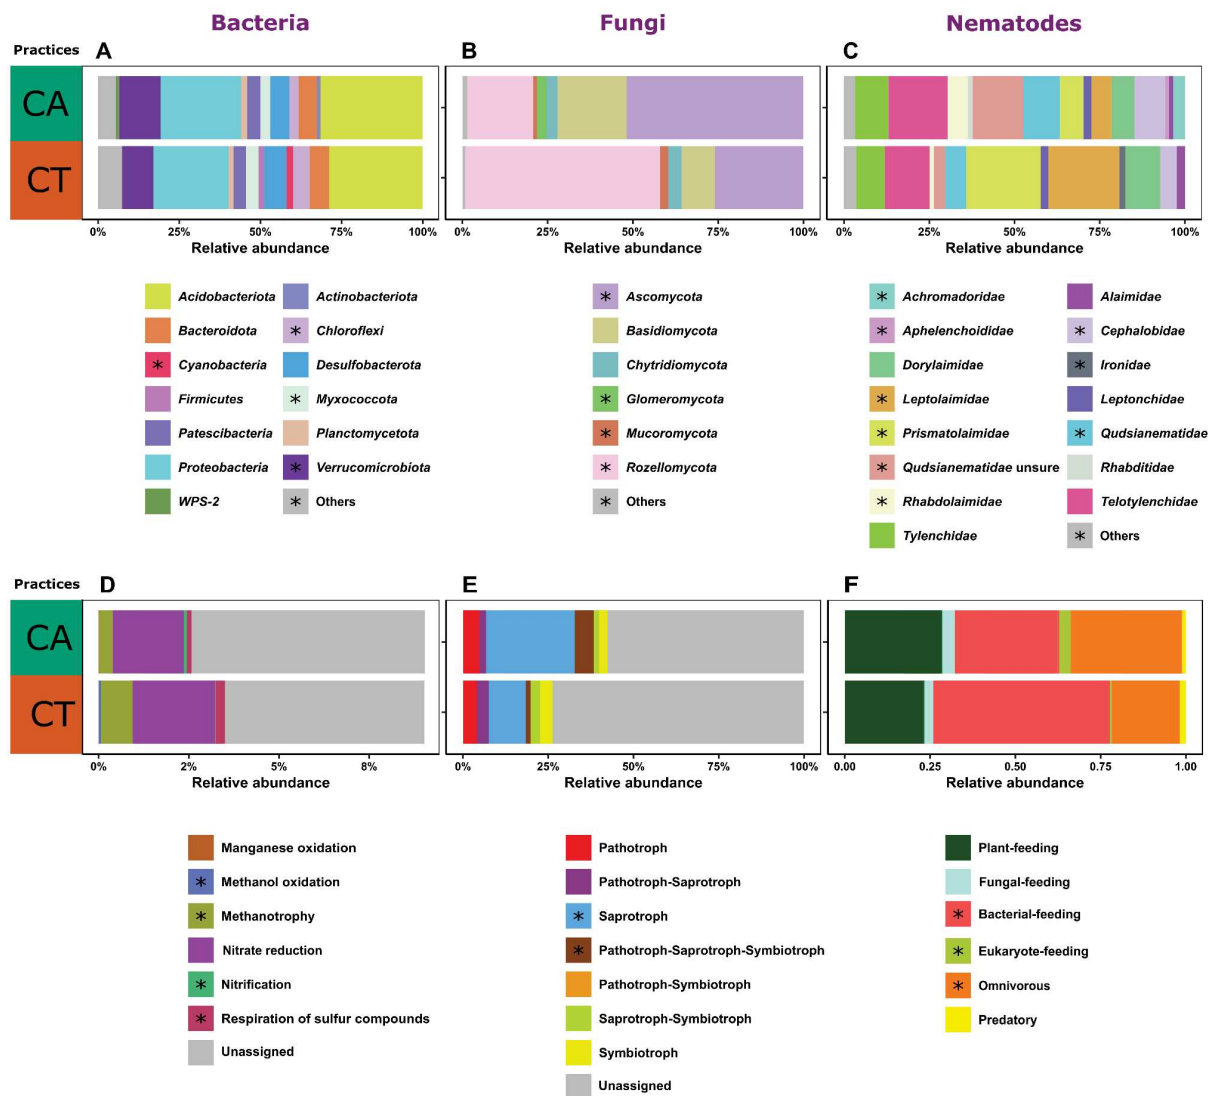 Bacteria
Fungi
Nematodes
Practices
A
B
C
CA
CT
0%
25%
50%
75%
100%
0%
25%
50%
75%
100%
0%
25%
50%
75%
100%
Relative abundance
Relative abundance
Relative abundance
Acidobacteriota
Bacteroidota
* Cyanobacteria
Firmicutes
Patescibacteria
Proteobacteria
WPS-2
Actinobacteriota
* Chloroflexi
Desulfobacterota
* Myxococcota
Planctomycetota
* Verrucomicrobiota
* Others
* Ascomycota
Basidiomycota
Chytridiomycota
* Glomeromycota
* Mucoromycota
* Rozellomycota
* Others
* Achromadoridae
* Aphelenchoididae
Dorylaimidae
* Leptolaimidae
* Prismatolaimidae
* Qudsianematidae unsure
* Rhabdolaimidae
Tylenchidae
Alaimidae
* Cephalobidae
* Ironidae
Leptonchidae
* Qudsianematidae
Rhabditidae
Telotylenchidae
* Others
Practices
D
E
F
CA
CT
0%
2%
5%
8%
0%
25%
50%
75%
100%
0.00
0.25
0.50
0.75
1.00
Relative abundance
Relative abundance
Relative abundance
Manganese oxidation
* Methanol oxidation
* Methanotrophy
Nitrate reduction
* Nitrification
* Respiration of sulfur compounds
Unassigned
Pathotroph
Pathotroph-Saprotroph
* Saprotroph
* Pathotroph-Saprotroph-Symbiotroph
Pathotroph-Symbiotroph
Saprotroph-Symbiotroph
Symbiotroph
Unassigned
Plant-feeding
Fungal-feeding
* Bacterial-feeding
* Eukaryote-feeding
* Omnivorous
Predatory